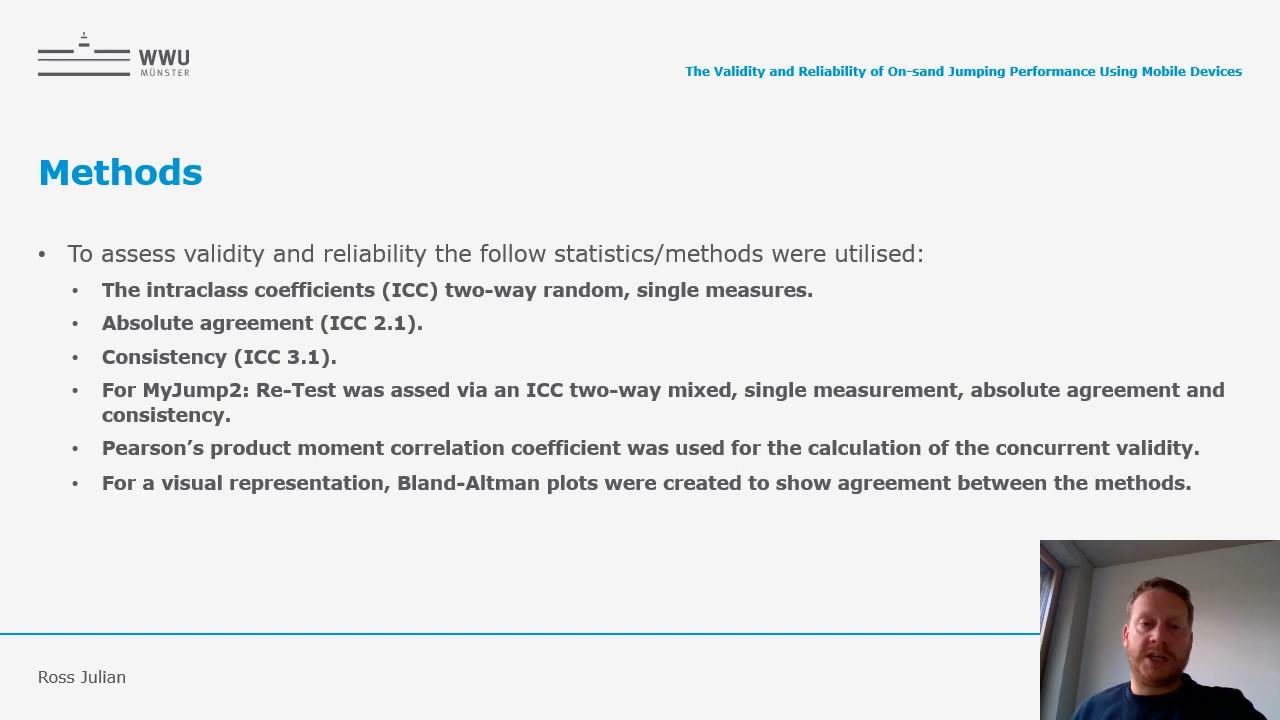 WWU
MÜNSTER
The Validity and Reliability of On-sand Jumping Performance Using Mobile Devices
Methods
• To assess validity and reliability the follow statistics/methods were utilised:
• The intraclass coefficients (ICC) two-way random, single measures.
• Absolute agreement (ICC 2.1).
• Consistency (ICC 3.1).
• For MyJump2: Re-Test was assed via an ICC two-way mixed, single measurement, absolute agreement and
consistency.
• Pearson’s product moment correlation coefficient was used for the calculation of the concurrent validity.
• For a visual representation, Bland-Altman plots were created to show agreement between the methods.
Ross Julian